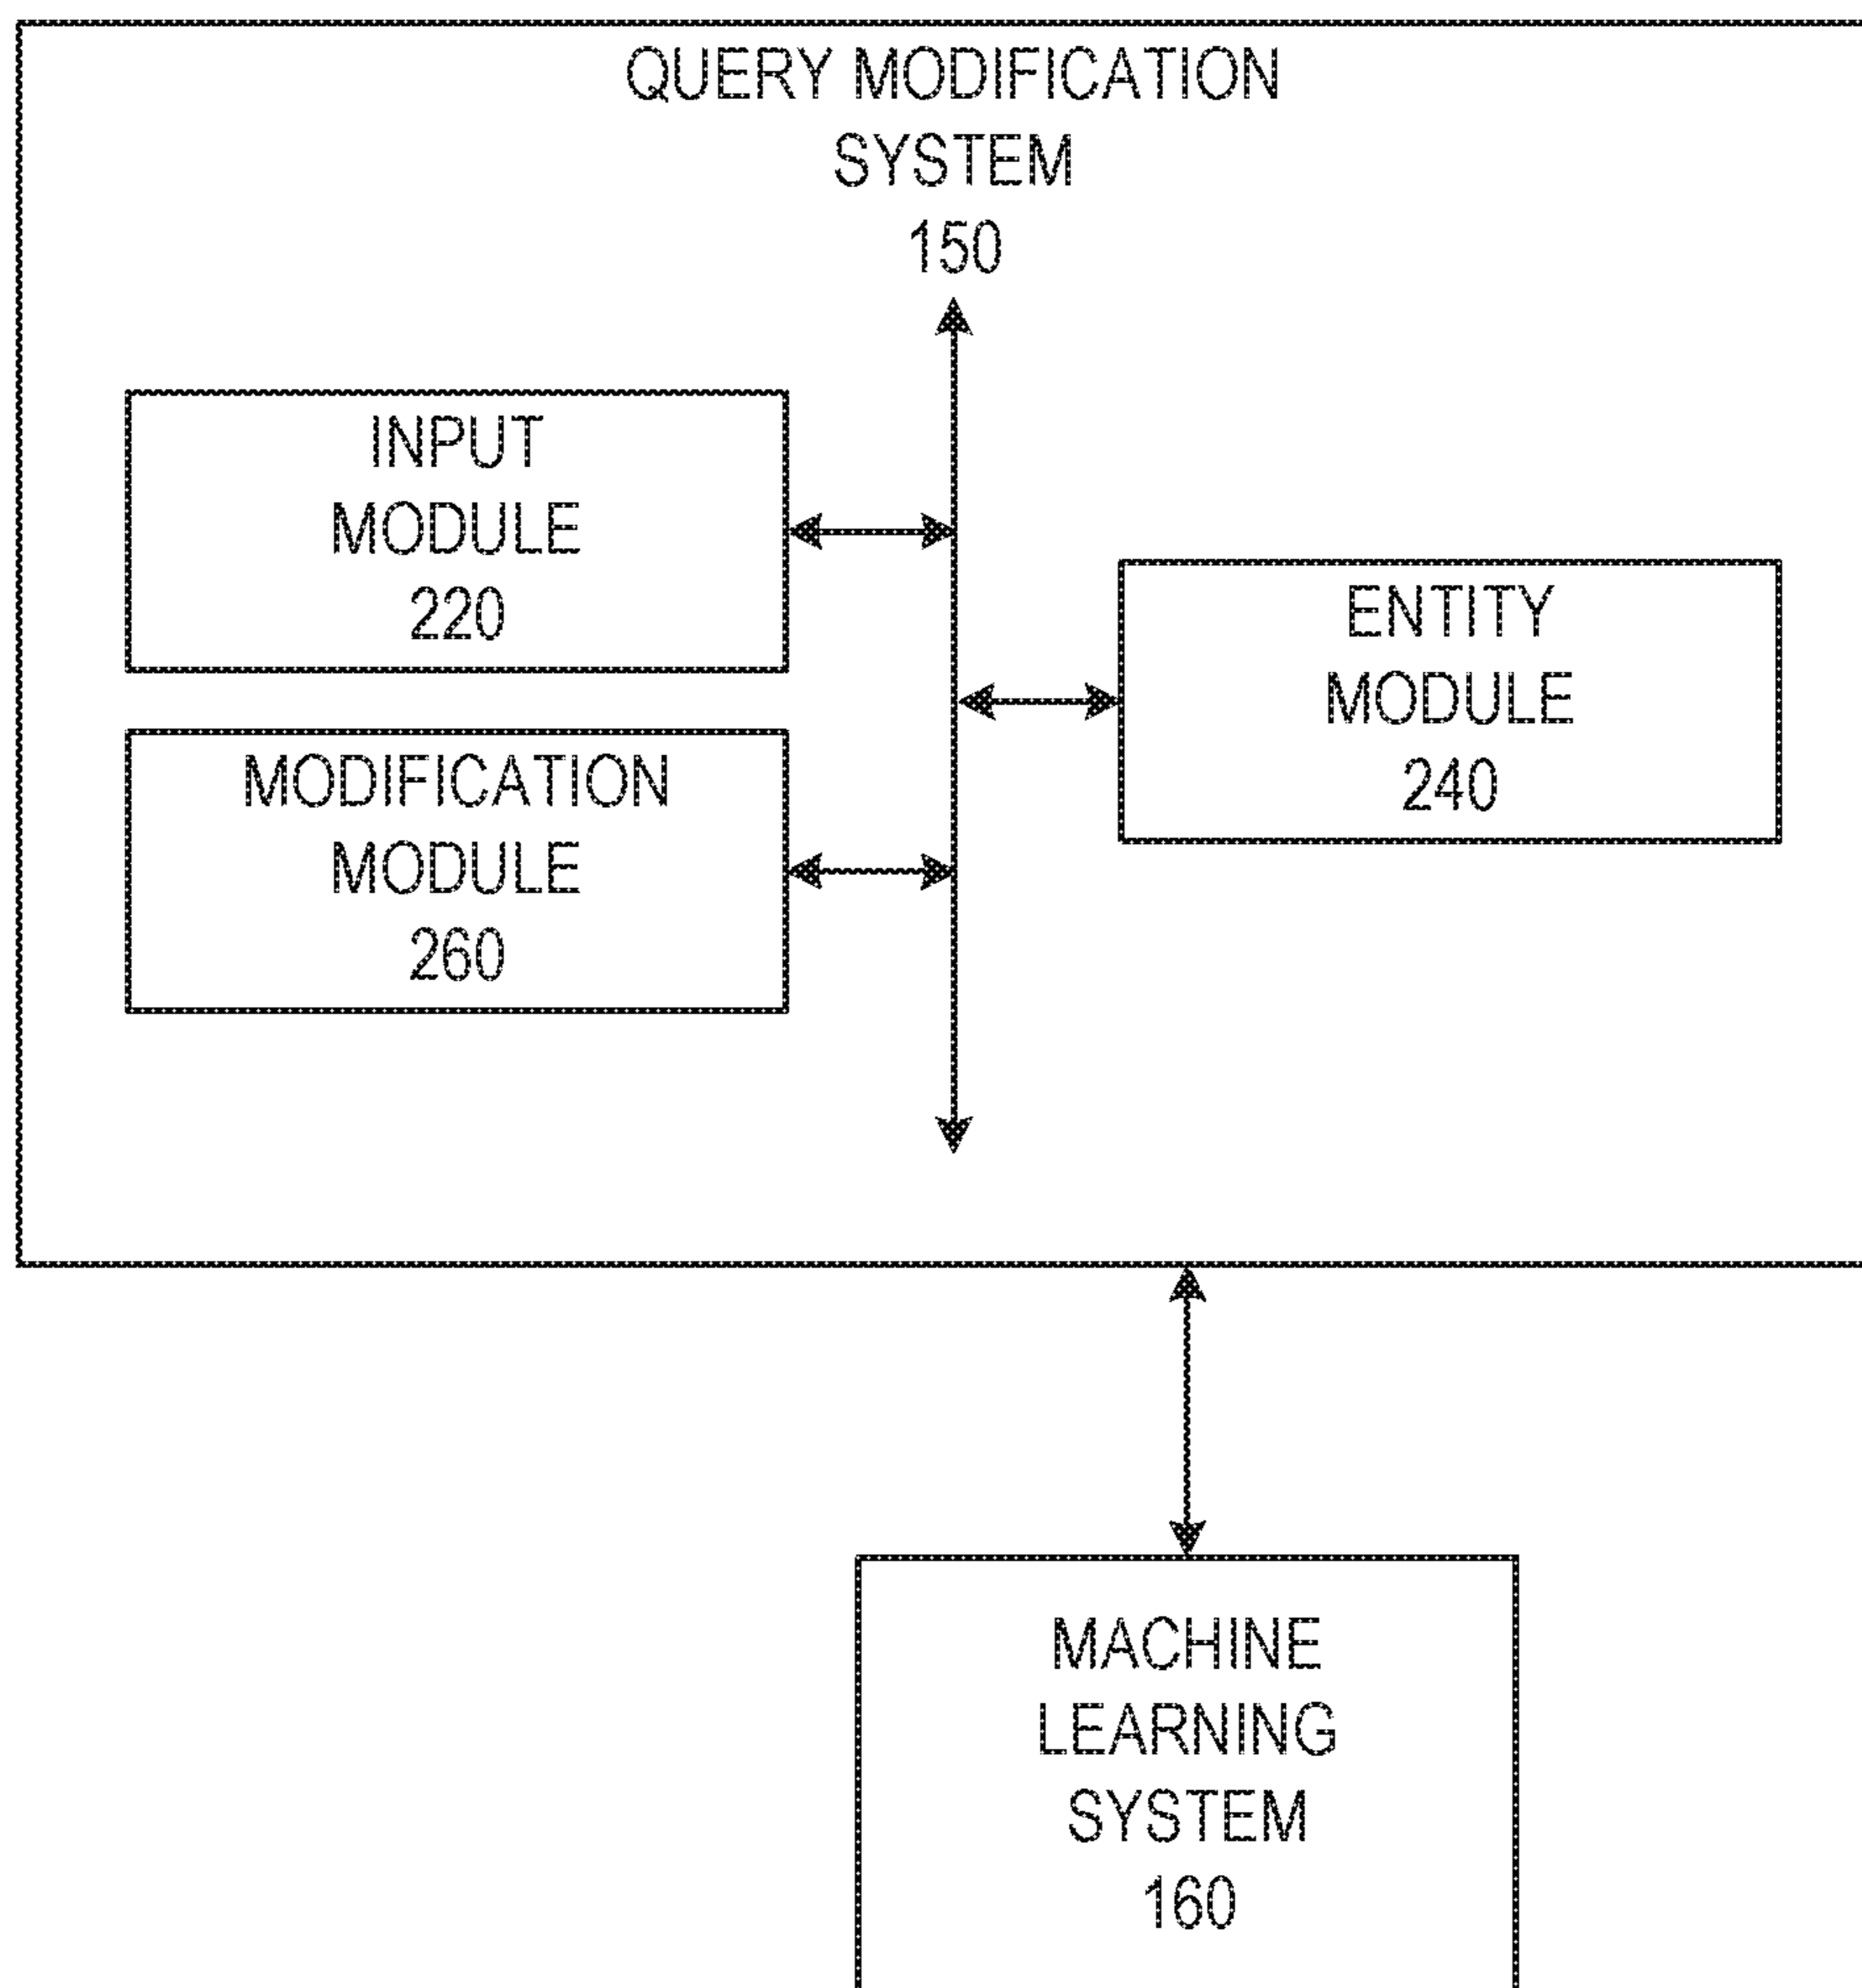 QUERY MODIFICATION
SYSTEM
150
INPUT
MODULE
220
ENTITY
MODULE
240
MODIFICATION
MODULE
260
MACHINE
LEARNING
SYSTEM
160